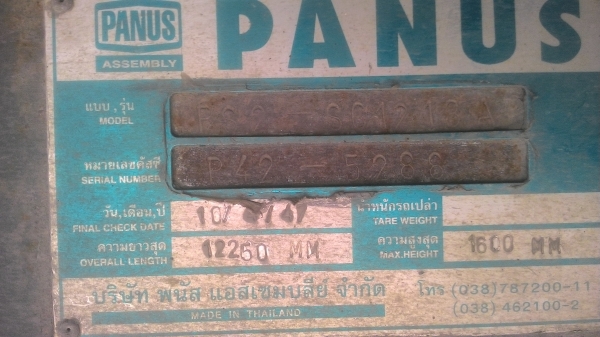 PANUS PANUS
ASSEMBLY
แบบ,รุ่น
MODEL
หมายเลขคัสซี
SERIAL NUMBER
วัน,เดือน,ปี น้ำหนักรถเปล่า
FINAL CHECK DATE TARE WEIGHT
ความยาวสุด 12250 MM ความสูงสุด 1600 MM
OVERALL LENGTH MAX.HEIGHT
บริษัท พนัส แอสเซมบลีย์ จำกัด โทร (038)787200-11
MADE IN THAILAND (038) 462100-2